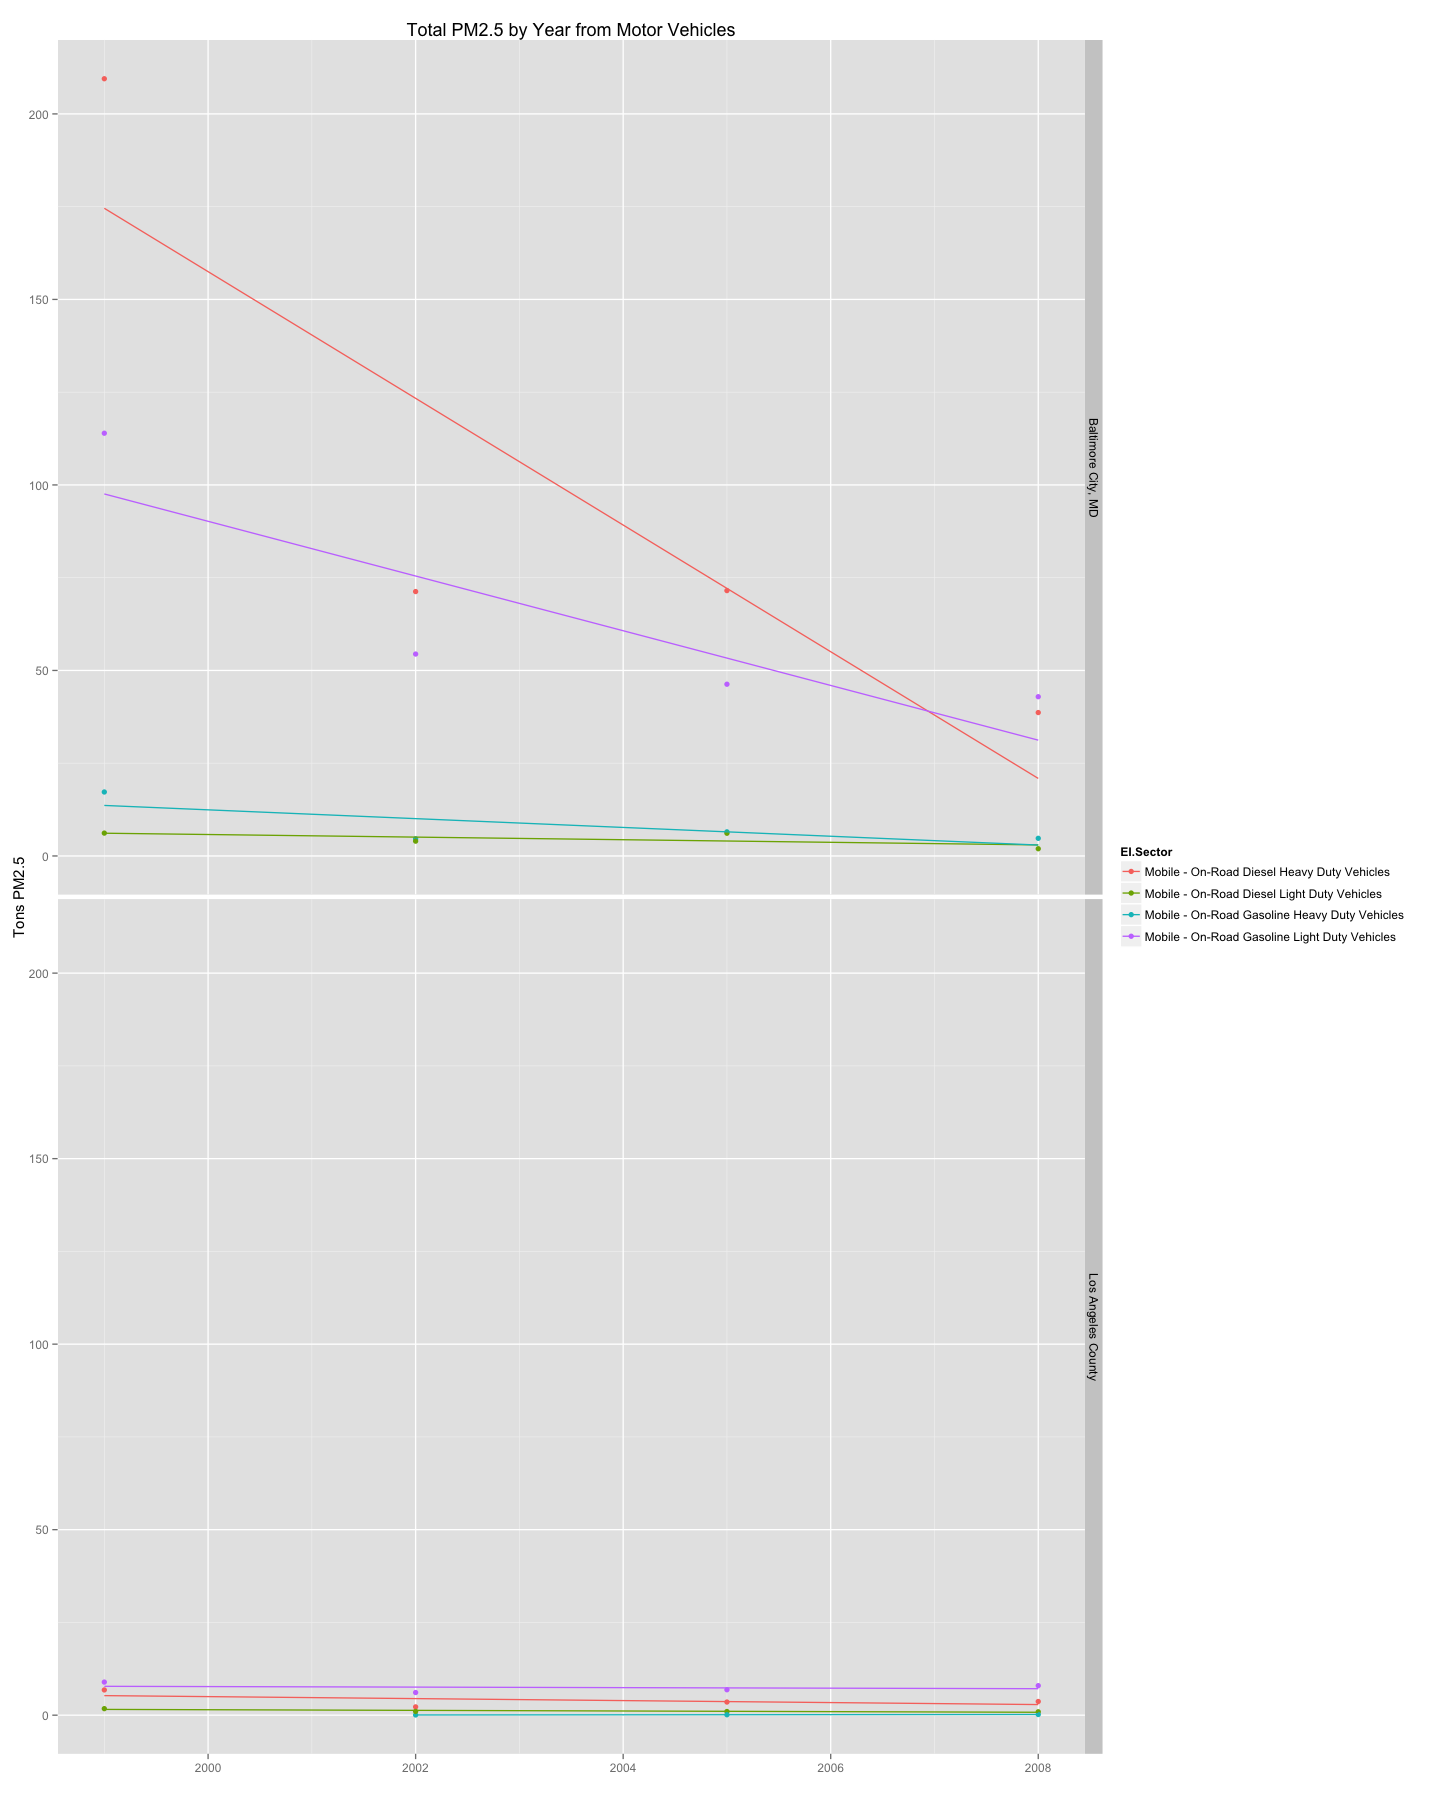 Total PM2.5 by Year from Motor Vehicles
Tons PM2.5
200
150
100
50
0
Baltimore City, MD
200
150
100
50
0
Los Angeles County
2000
2002
2004
2006
2008
EI.Sector
Mobile - On-Road Diesel Heavy Duty Vehicles
Mobile - On-Road Diesel Light Duty Vehicles
Mobile - On-Road Gasoline Heavy Duty Vehicles
Mobile - On-Road Gasoline Light Duty Vehicles